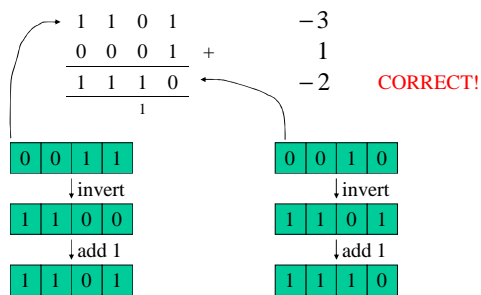 1 1 0 1 −3
0 0 0 1 + 1
1 1 1 0 −2 CORRECT!
1
0 0 1 1 0 0 1 0
invert invert
1 1 0 0 1 1 0 1
add 1 add 1
1 1 0 1 1 1 1 0